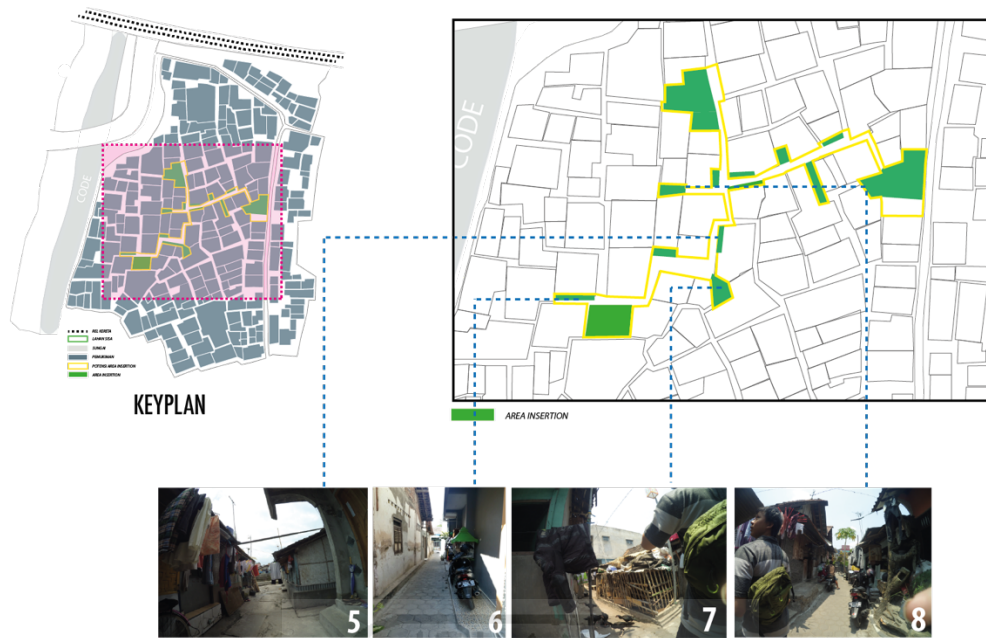 CODE
REL KERETA
LAHAN SISA
SUNGAI
PEMUKIMAN
POTENSI AREA INSERTION
AREA INSERTION
KEYPLAN
CODE
AREA INSERTION
5
6
7
8